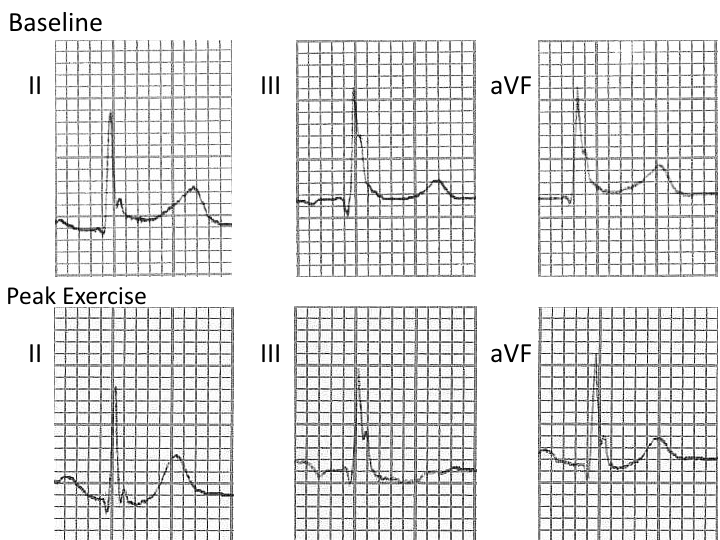 Baseline
II III aVF
Peak Exercise
II III aVF